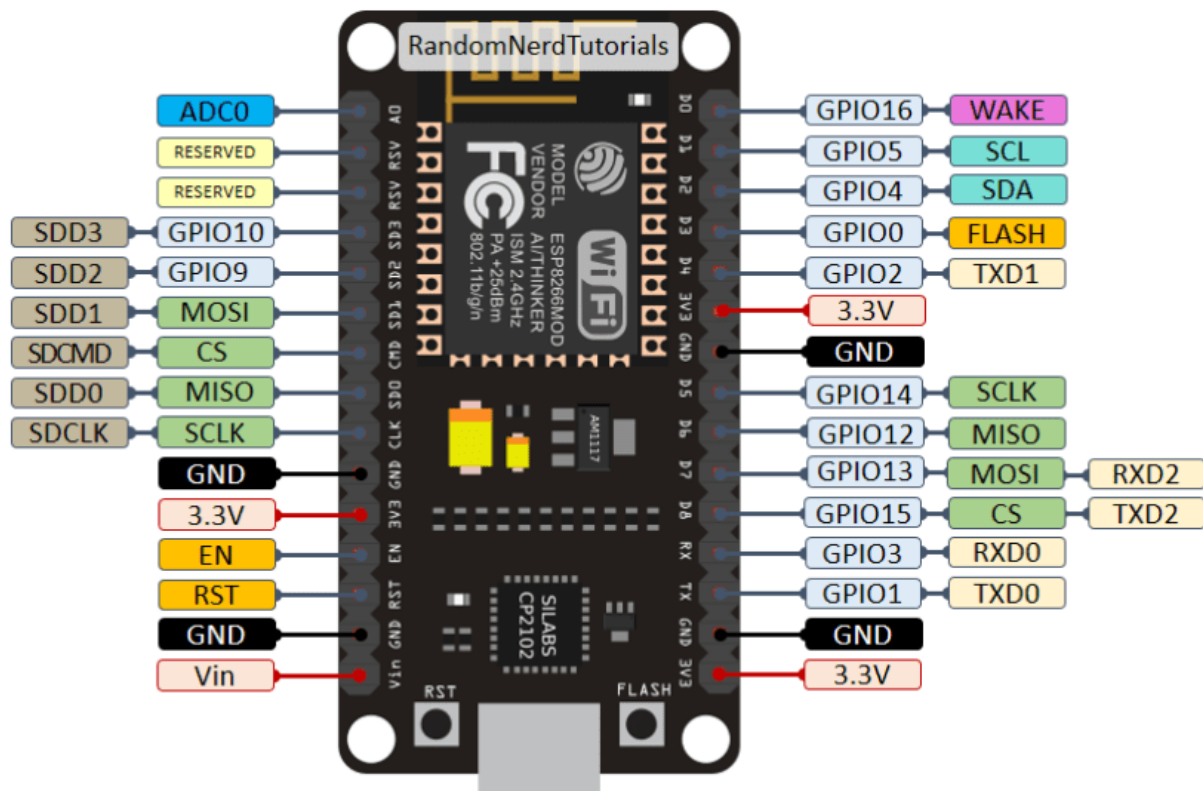 RandomNerdTutorials
ADC0
RESERVED
RESERVED
SDD3 GPIO10
SDD2 GPIO9
SDD1 MOSI
SDCMD CS
SDD0 MISO
SDCLK SCLK
GND
3.3V
EN
RST
GND
Vin
A0
RSV
RSV
SD3
SD2
SD1
CMD
SD0
CLK
GND
3V3
EN
RST
GND
Vin
MODEL
VENDOR
FC
ESP8266MOD
AI/THINKER
ISM 2.4GHz
PA +25dBm
802.11b/g/n
Wi Fi
AM1117
SILABS
CP2102
RST
FLASH
D0
D1
D2
D3
D4
3V3
GND
D5
D6
D7
D8
RX
TX
GND
3V3
GPIO16 WAKE
GPIO5 SCL
GPIO4 SDA
GPIO0 FLASH
GPIO2 TXD1
3.3V
GND
GPIO14 SCLK
GPIO12 MISO
GPIO13 MOSI RXD2
GPIO15 CS TXD2
GPIO3 RXD0
GPIO1 TXD0
GND
3.3V